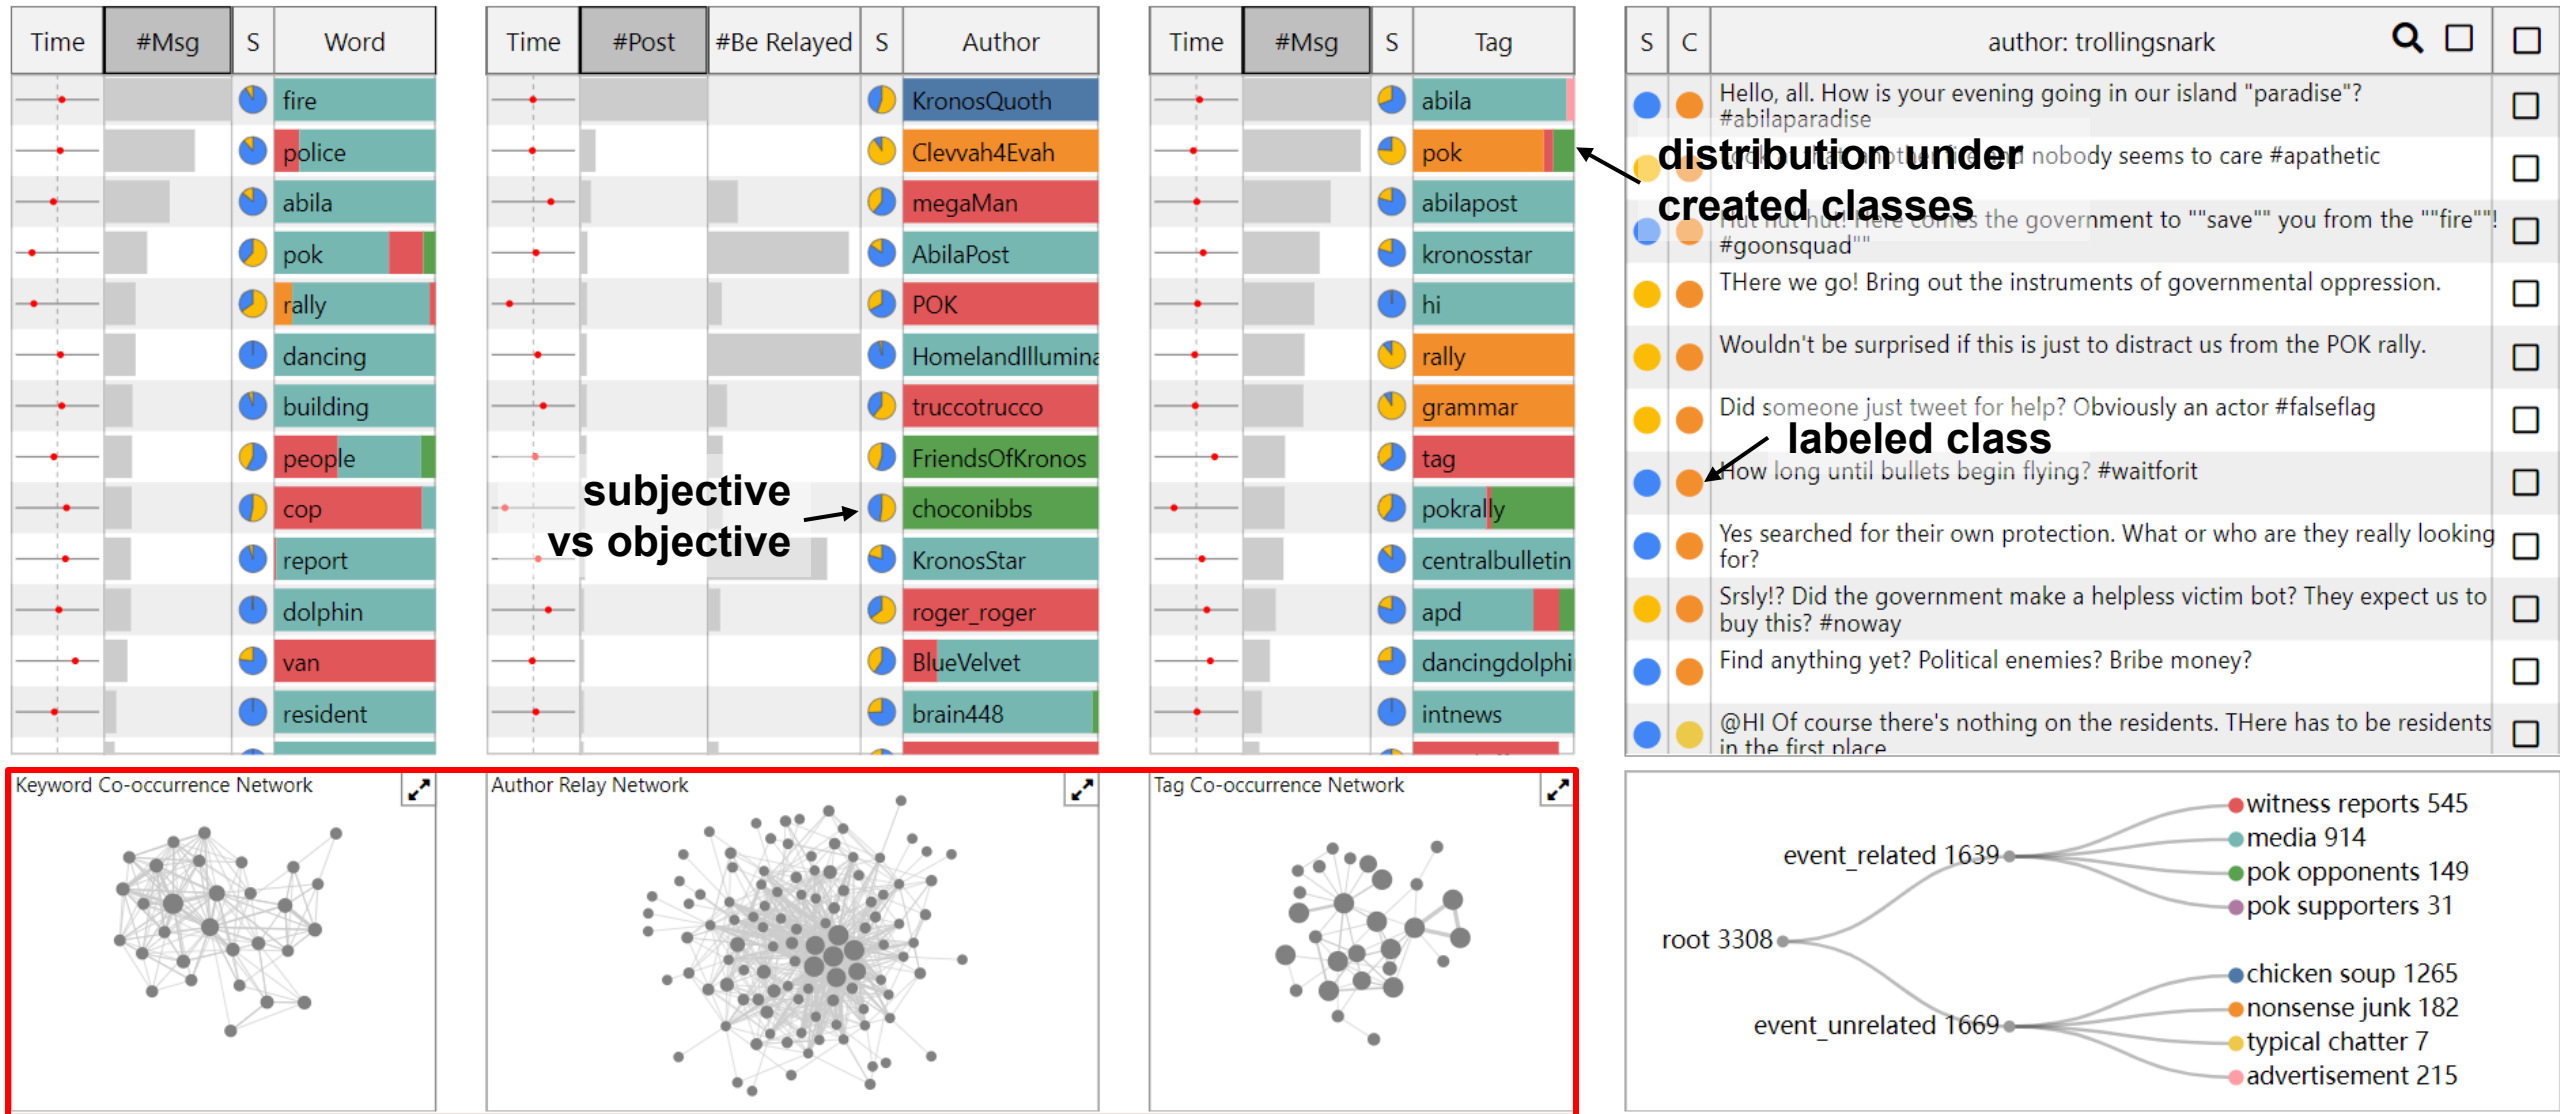 Time #Msg S Word
fire
police
abila
pok
rally
dancing
building
people
cop
report
dolphin
van
resident
Time #Post #Be Relayed S Author
KronosQuoth
Clevvah4Evah
megaMan
AbilaPost
POK
HomelandIllumina
truccotrucco
FriendsOfKronos
choconibbs
KronosStar
roger_roger
BlueVelvet
brain448
subjective
vs objective
Time #Msg S Tag
abila
pok
abilapost
kronosstar
hi
rally
grammar
tag
pokrally
centralbulletin
apd
dancingdolphi
intnews
S C author: trollingsnark
Hello, all. How is your evening going in our island "paradise"?
#abilaparadise
distribution under
created classes
nobody seems to care #apathetic
Hut hut hut! Here comes the government to ""save"" you from the ""fire""!
#goonsquad""
THere we go! Bring out the instruments of governmental oppression.
Wouldn't be surprised if this is just to distract us from the POK rally.
Did someone just tweet for help? Obviously an actor #falseflag
labeled class
How long until bullets begin flying? #waitforit
Yes searched for their own protection. What or who are they really looking
for?
Srsly!? Did the government make a helpless victim bot? They expect us to
buy this? #noway
Find anything yet? Political enemies? Bribe money?
@HI Of course there's nothing on the residents. THere has to be residents
in the first place
Keyword Co-occurrence Network
Author Relay Network
Tag Co-occurrence Network
root 3308
event_related 1639
witness reports 545
media 914
pok opponents 149
pok supporters 31
event_unrelated 1669
chicken soup 1265
nonsense junk 182
typical chatter 7
advertisement 215